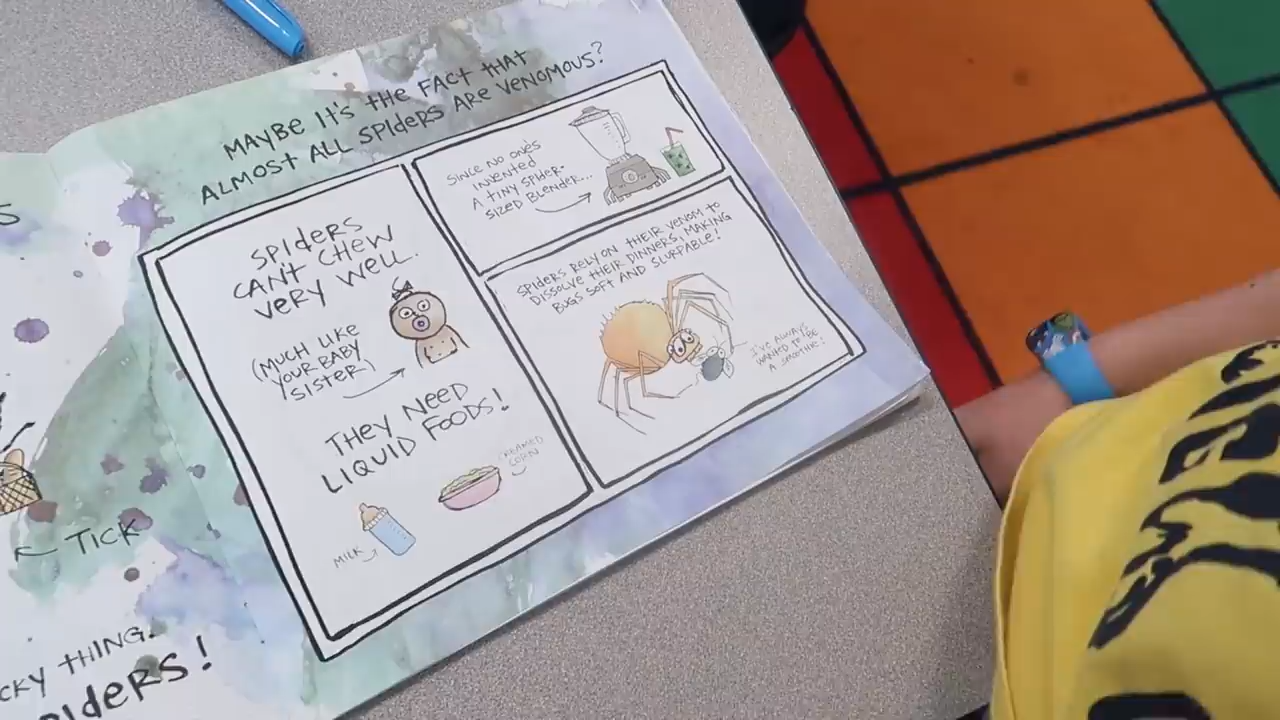 S
TICK
CKY THING.
PIDERS!
MAYBE IT'S THE FACT THAT
ALMOST ALL SPIDERS ARE VENOMOUS?
SPIDERS
CAN'T CHEW
VERY WELL.
(MUCH LIKE
YOUR BABY
SISTER)
THEY NEED
LIQUID FOODS!
MILK
CREAMED
CORN
SINCE NO ONE'S
INVENTED
A TINY SPIDER-
SIZED BLENDER...
SPIDERS RELY ON THEIR VENOM TO
DISSOLVE THEIR DINNERS, MAKING
BUGS SOFT AND SLURPABLE!
I'VE ALWAYS
WANTED TO BE
A SMOOTHIE!